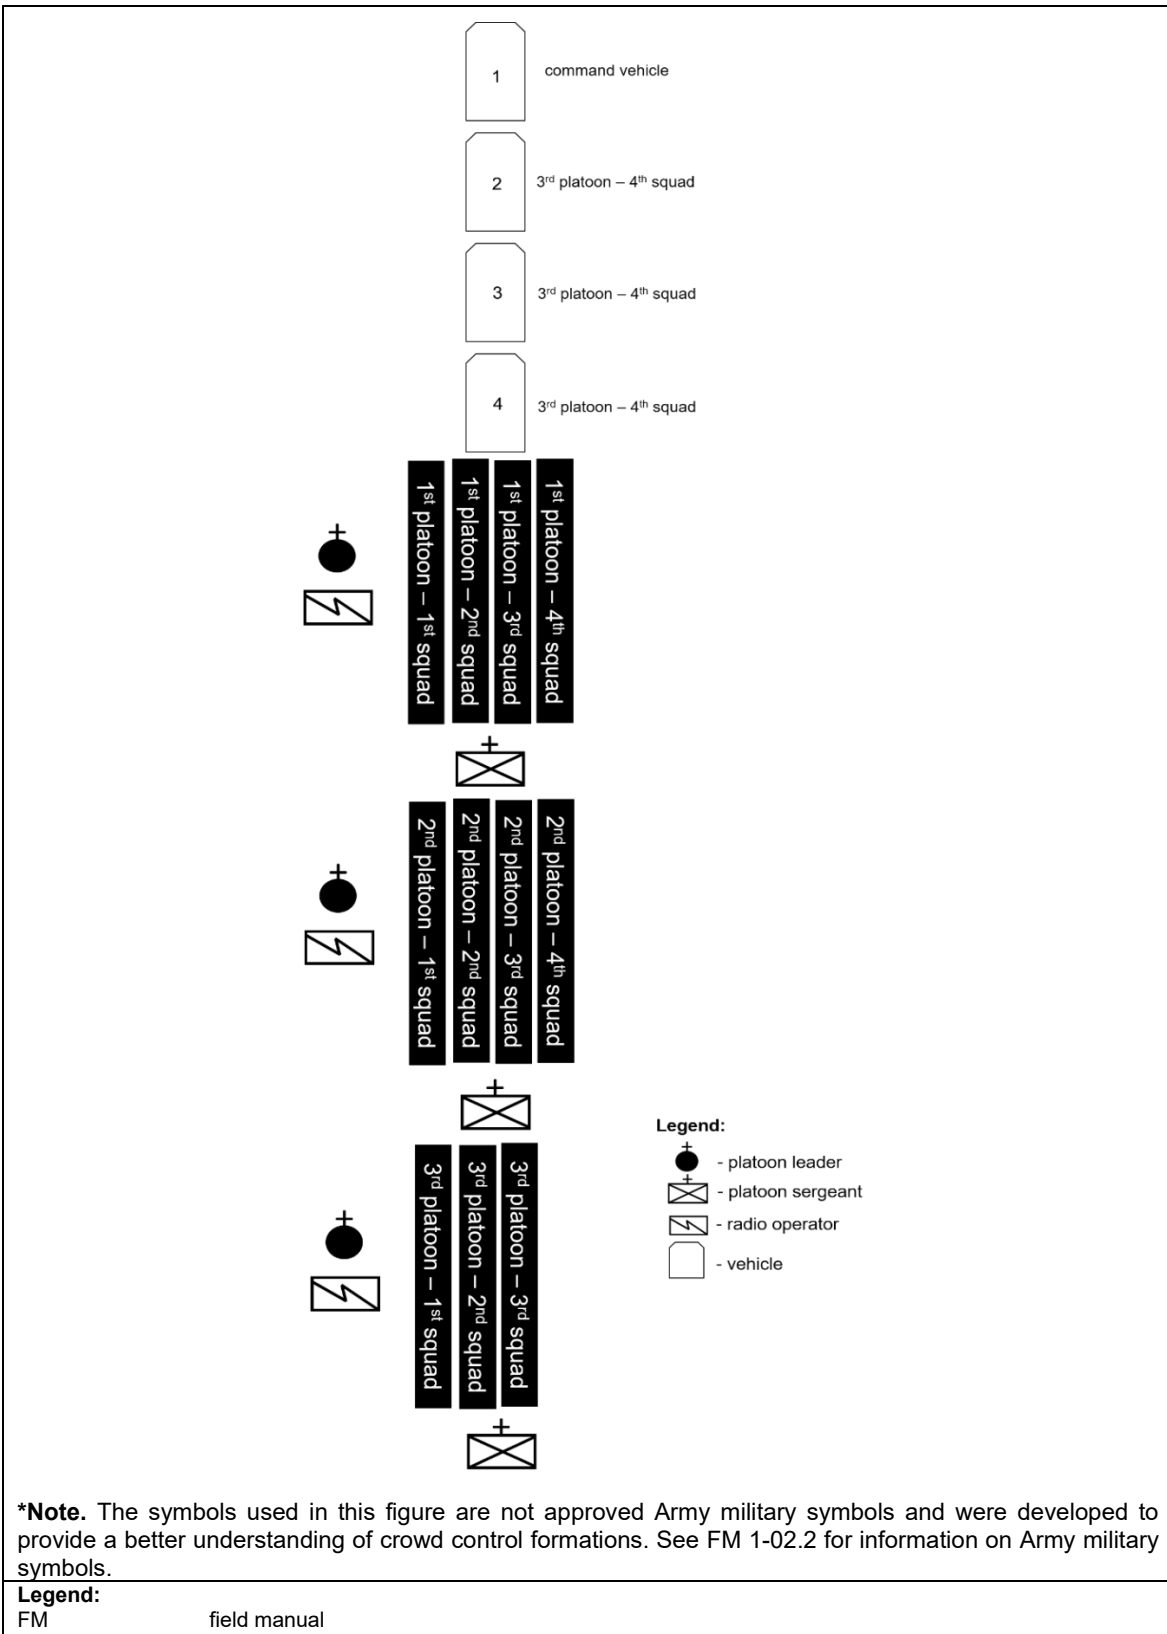 1
command vehicle
2
3rd platoon – 4th squad
3
3rd platoon – 4th squad
4
3rd platoon – 4th squad
1st platoon – 1st squad
1st platoon – 2nd squad
1st platoon – 3rd squad
1st platoon – 4th squad
2nd platoon – 1st squad
2nd platoon – 2nd squad
2nd platoon – 3rd squad
2nd platoon – 4th squad
3rd platoon – 1st squad
3rd platoon – 2nd squad
3rd platoon – 3rd squad
Legend:
- platoon leader
- platoon sergeant
- radio operator
- vehicle
*Note. The symbols used in this figure are not approved Army military symbols and were developed to
provide a better understanding of crowd control formations. See FM 1-02.2 for information on Army military
symbols.
Legend:
FM field manual